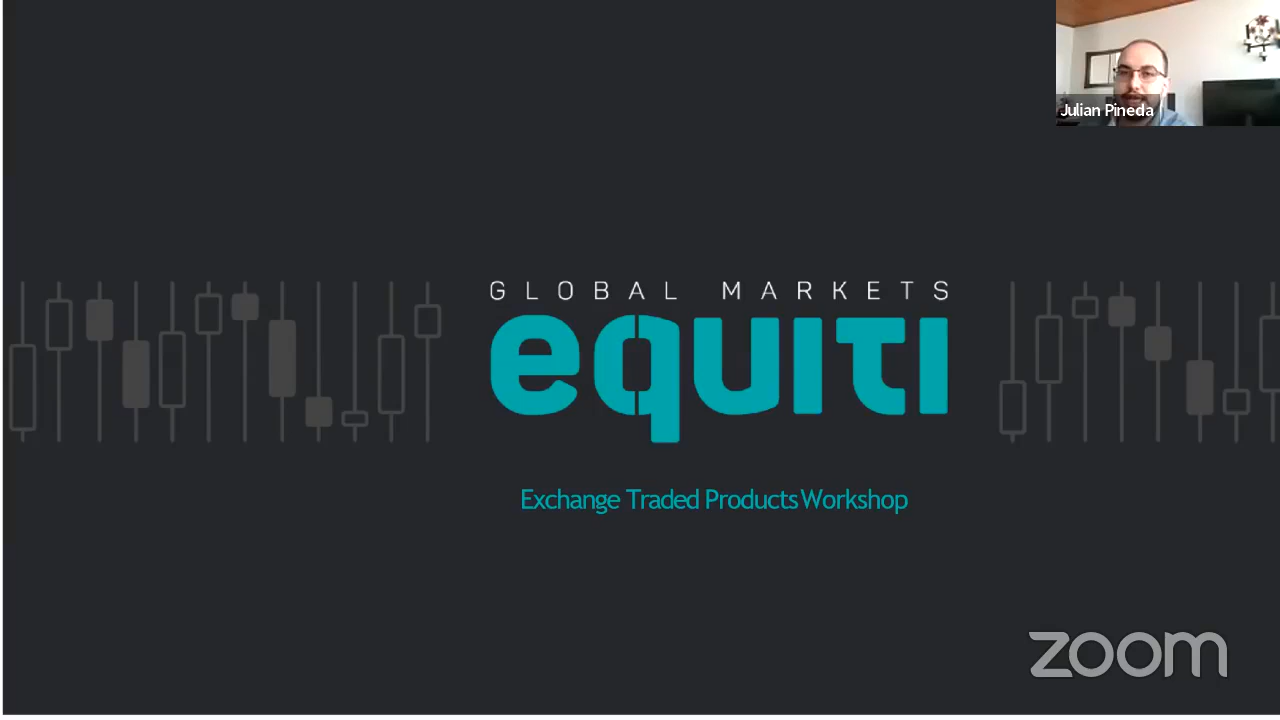 Julian Pineda
GLOBAL MARKETS
equiti
Exchange Traded Products Workshop
zoom